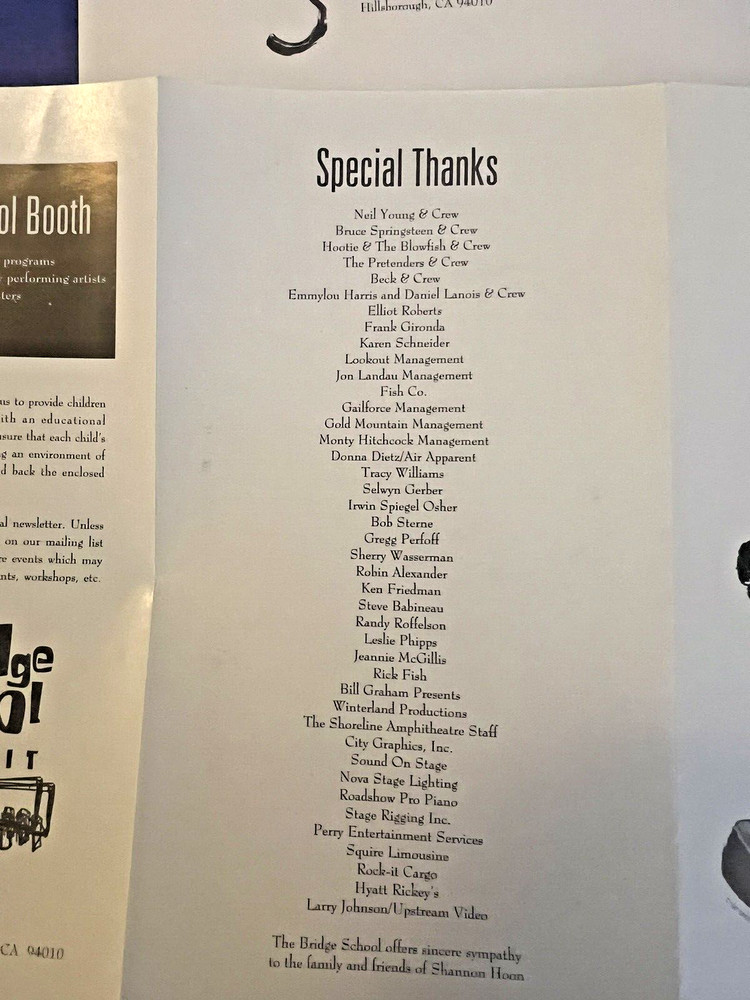 Hillsborough, CA 94010
ol Booth
programs
performing artists
ters
us to provide children
ith an educational
sure that each child's
g an environment of
d back the enclosed
al newsletter. Unless
on our mailing list
re events which may
nts, workshops, etc.
dge
ol
IT
CA 94010
Special Thanks
Neil Young & Crew
Bruce Springsteen & Crew
Hootie & The Blowfish & Crew
The Pretenders & Crew
Beck & Crew
Emmylou Harris and Daniel Lanois & Crew
Elliot Roberts
Frank Gironda
Karen Schneider
Lookout Management
Jon Landau Management
Fish Co.
Gailforce Management
Gold Mountain Management
Monty Hitchcock Management
Donna Dietz/Air Apparent
Tracy Williams
Selwyn Gerber
Irwin Spiegel Osher
Bob Sterne
Gregg Perfoff
Sherry Wasserman
Robin Alexander
Ken Friedman
Steve Babineau
Randy Roffelson
Leslie Phipps
Jeannie McGillis
Rick Fish
Bill Graham Presents
Winterland Productions
The Shoreline Amphitheatre Staff
City Graphics, Inc.
Sound On Stage
Nova Stage Lighting
Roadshow Pro Piano
Stage Rigging Inc.
Perry Entertainment Services
Squire Limousine
Rock-it Cargo
Hyatt Rickey's
Larry Johnson/Upstream Video
The Bridge School offers sincere sympathy
to the family and friends of Shannon Hoon